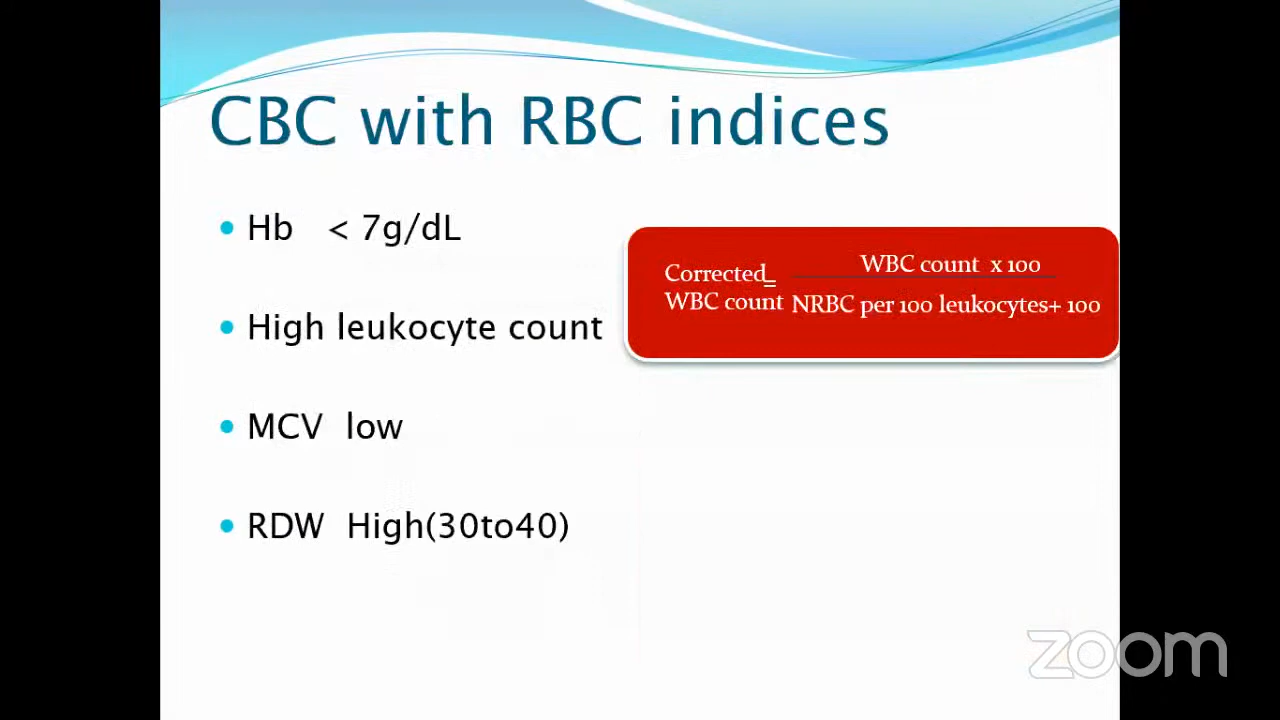 CBC with RBC indices
• Hb < 7g/dL
• High leukocyte count
• MCV low
• RDW High(30to40)
Corrected= WBC count x 100
WBC count NRBC per 100 leukocytes+ 100
zoom